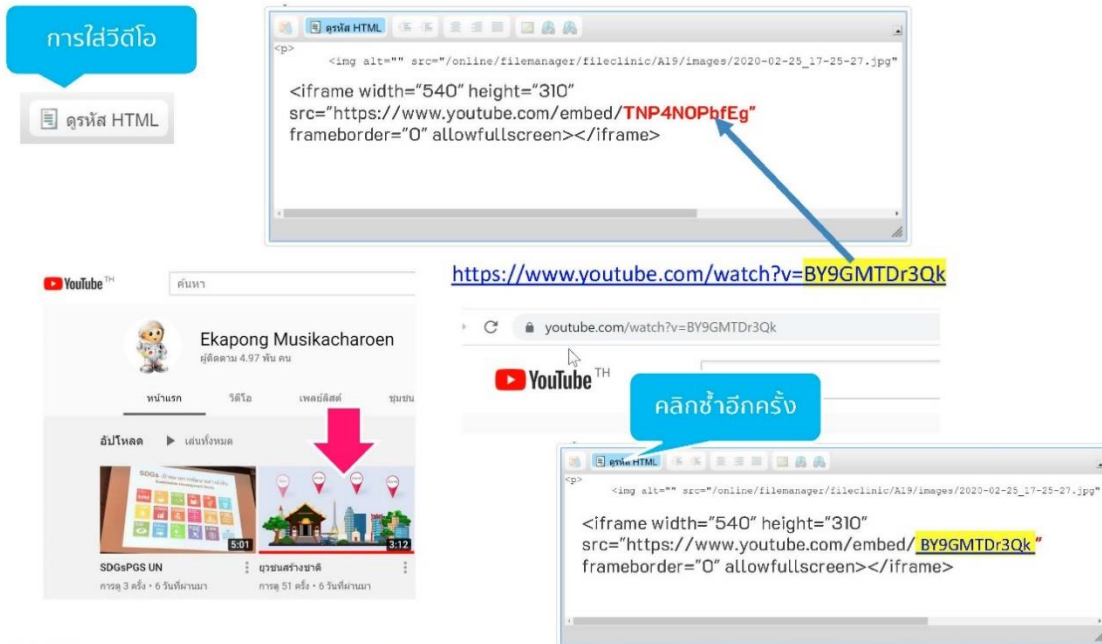 การใส่วีดีโอ
ดูรหัส HTML
ดูรหัส HTML
<p>
<img alt="" src="/online/filemanager/fileclinic/A19/images/2020-02-25_17-25-27.jpg"
<iframe width="540" height="310"
src="https://www.youtube.com/embed/TNP4NOPbfEg"
frameborder="0" allowfullscreen></iframe>
https://www.youtube.com/watch?v=BY9GMTDr3Qk
YouTube TH
ค้นหา
Ekapong Musikacharoen
ผู้ติดตาม 4.97 พัน คน
หน้าแรก วิดีโอ เพลย์ลิสต์ ชุมชน
อัปโหลด เล่นทั้งหมด
SDGs
5:01
3:12
SDGsPGS UN
การดู 3 ครั้ง • 6 วันที่ผ่านมา
ยุวชนสร้างชาติ
การดู 51 ครั้ง • 6 วันที่ผ่านมา
youtube.com/watch?v=BY9GMTDr3Qk
YouTube TH
คลิกซ้ำอีกครั้ง
ดูรหัส HTML
<p>
<img alt="" src="/online/filemanager/fileclinic/A19/images/2020-02-25_17-25-27.jpg"
<iframe width="540" height="310"
src="https://www.youtube.com/embed/ BY9GMTDr3Qk "
frameborder="0" allowfullscreen></iframe>